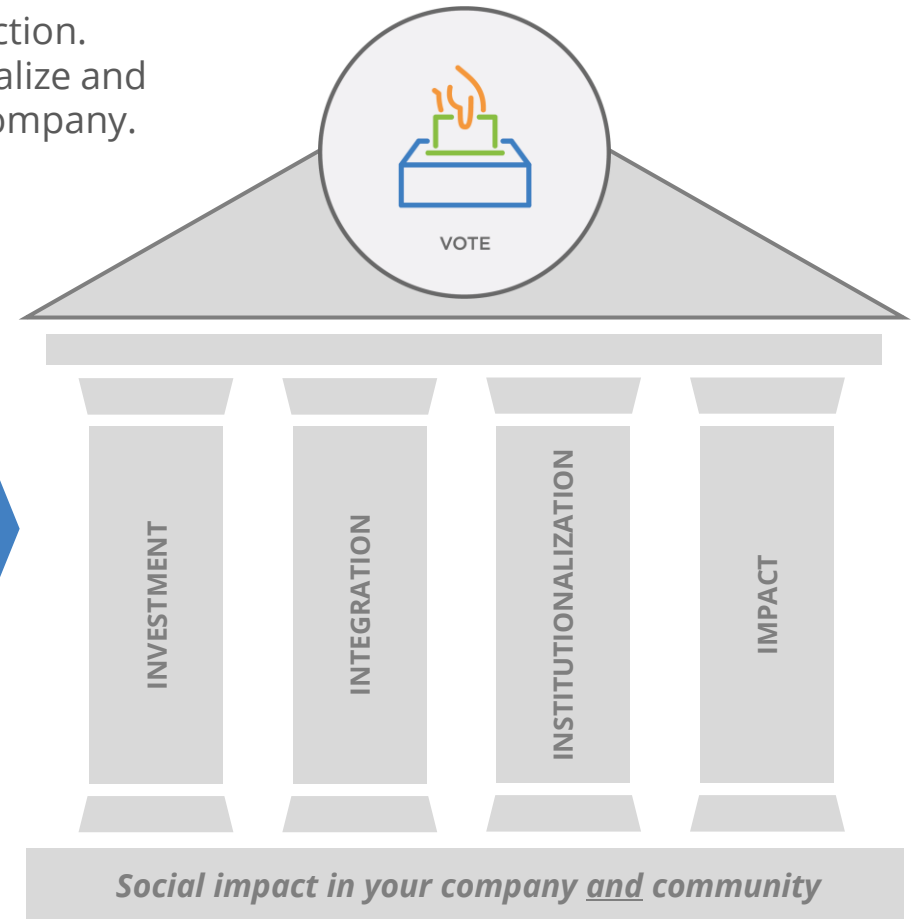 ction.
alize and
ompany.
VOTE
INVESTMENT
INTEGRATION
INSTITUTIONALIZATION
IMPACT
Social impact in your company and community